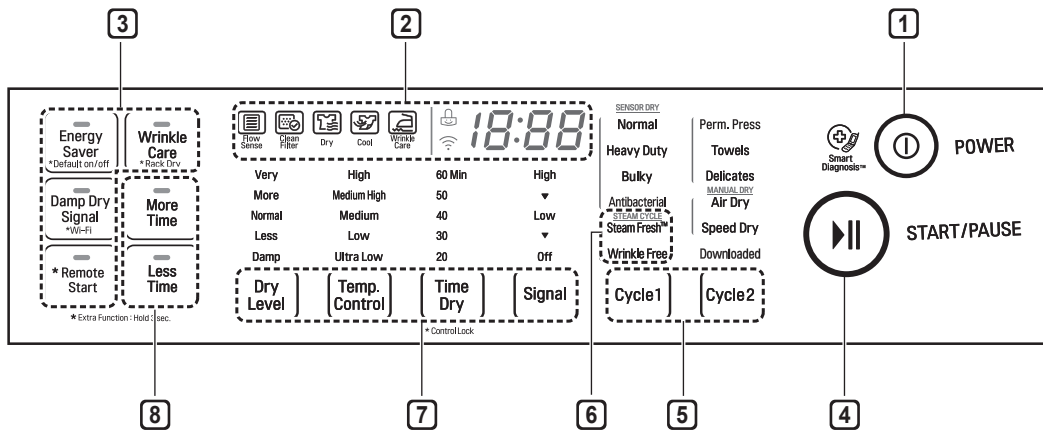 3
2
1
Energy
Saver
*Default on/off
Wrinkle
Care
*Rack Dry
Damp Dry
Signal
*Wi-Fi
More
Time
* Remote
Start
Less
Time
* Extra Function : Hold 3 sec.
Flow
Sense
Clean
Filter
Dry
Cool
Wrinkle
Care
18:88
Very
More
Normal
Less
Damp
High
Medium High
Medium
Low
Ultra Low
60 Min
50
40
30
20
High
▼
Low
▼
Off
Dry
Level
Temp.
Control
Time
Dry
Signal
* Control Lock
SENSOR DRY
Normal
Heavy Duty
Bulky
Antibacterial
STEAM CYCLE
Steam Fresh™
Wrinkle Free
Perm. Press
Towels
Delicates
MANUAL DRY
Air Dry
Speed Dry
Downloaded
Cycle1
Cycle2
Smart
Diagnosis™
POWER
START/PAUSE
8
7
6
5
4